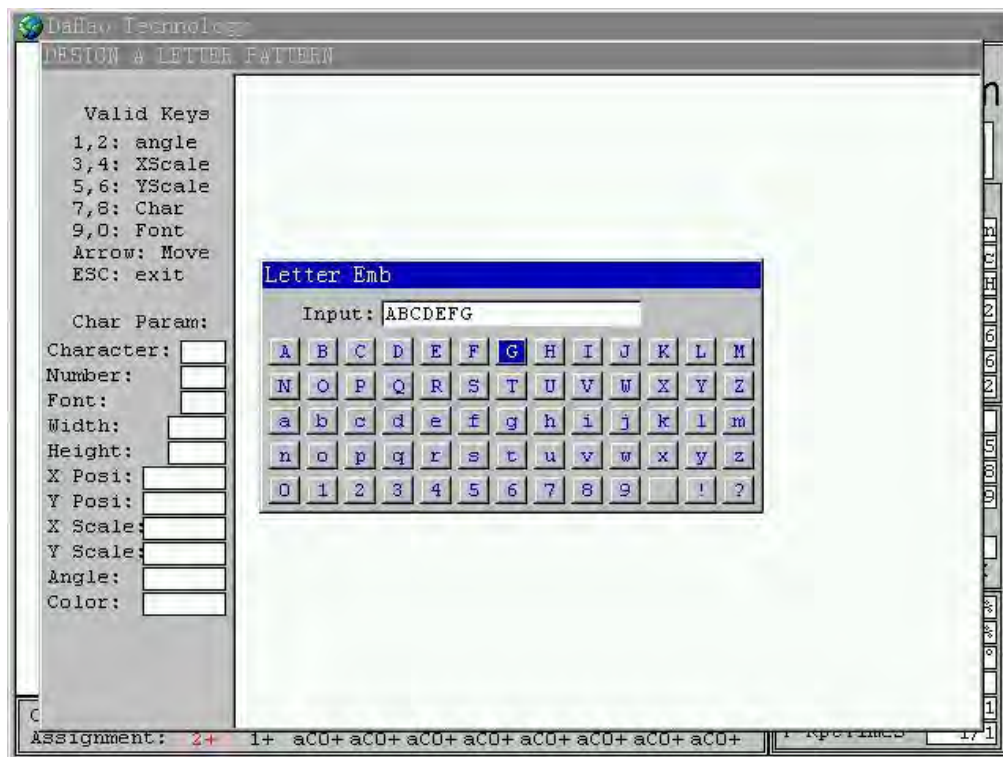 DaHao Technology
DESIGN A LETTER PATTERN
Valid Keys
1,2: angle
3,4: XScale
5,6: YScale
7,8: Char
9,0: Font
Arrow: Move
ESC: exit
Char Param:
Character:
Number:
Font:
Width:
Height:
X Posi:
Y Posi:
X Scale:
Y Scale:
Angle:
Color:
Letter Emb
Input: ABCDEFG
A B C D E F G H I J K L M
N O P Q R S T U V W X Y Z
a b c d e f g h i j k l m
n o p q r s t u v w x y z
0 1 2 3 4 5 6 7 8 9 ! ?
Assignment: 2+ 1+ aC0+ aC0+ aC0+ aC0+ aC0+ aC0+ aC0+ aC0+
1/1